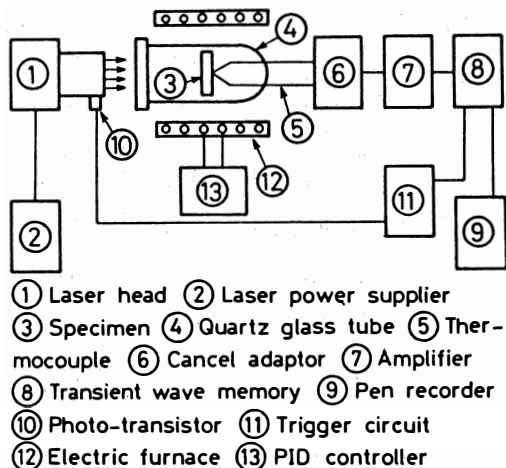 ④
①
③
⑥
⑦
⑧
⑤
⑩
⑫
⑬
⑪
②
⑨
① Laser head ② Laser power supplier
③ Specimen ④ Quartz glass tube ⑤ Ther-
mocouple ⑥ Cancel adaptor ⑦ Amplifier
⑧ Transient wave memory ⑨ Pen recorder
⑩ Photo-transistor ⑪ Trigger circuit
⑫ Electric furnace ⑬ PID controller